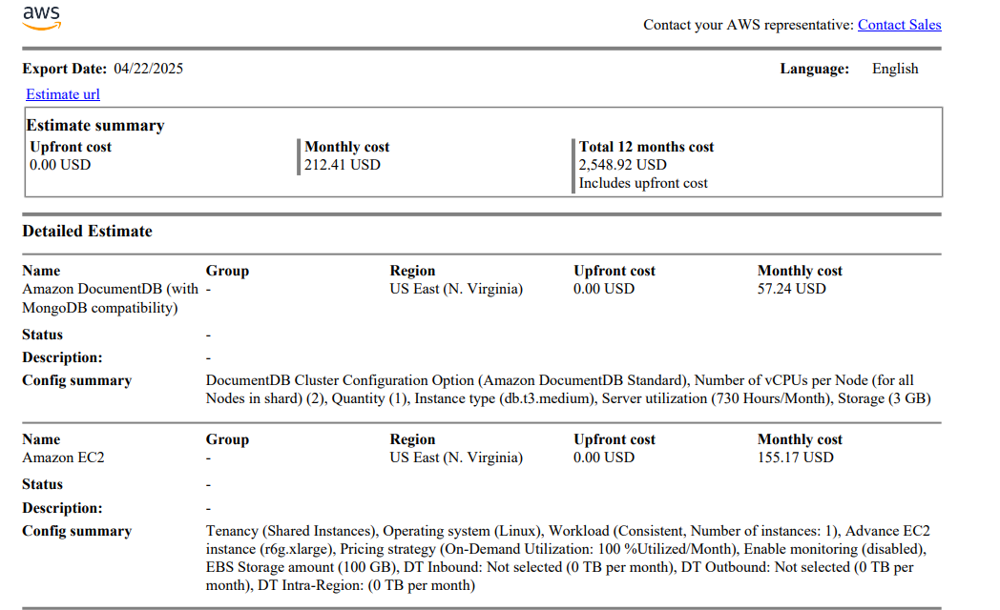 aws
Contact your AWS representative: Contact Sales
Export Date: 04/22/2025 Language: English
Estimate url
Estimate summary
Upfront cost Monthly cost Total 12 months cost
0.00 USD 212.41 USD 2,548.92 USD
Includes upfront cost
Detailed Estimate
Name Group Region Upfront cost Monthly cost
Amazon DocumentDB (with - US East (N. Virginia) 0.00 USD 57.24 USD
MongoDB compatibility)
Status -
Description: -
Config summary DocumentDB Cluster Configuration Option (Amazon DocumentDB Standard), Number of vCPUs per Node (for all
Nodes in shard) (2), Quantity (1), Instance type (db.t3.medium), Server utilization (730 Hours/Month), Storage (3 GB)
Name Group Region Upfront cost Monthly cost
Amazon EC2 - US East (N. Virginia) 0.00 USD 155.17 USD
Status -
Description: -
Config summary Tenancy (Shared Instances), Operating system (Linux), Workload (Consistent, Number of instances: 1), Advance EC2
instance (r6g.xlarge), Pricing strategy (On-Demand Utilization: 100 %Utilized/Month), Enable monitoring (disabled),
EBS Storage amount (100 GB), DT Inbound: Not selected (0 TB per month), DT Outbound: Not selected (0 TB per
month), DT Intra-Region: (0 TB per month)